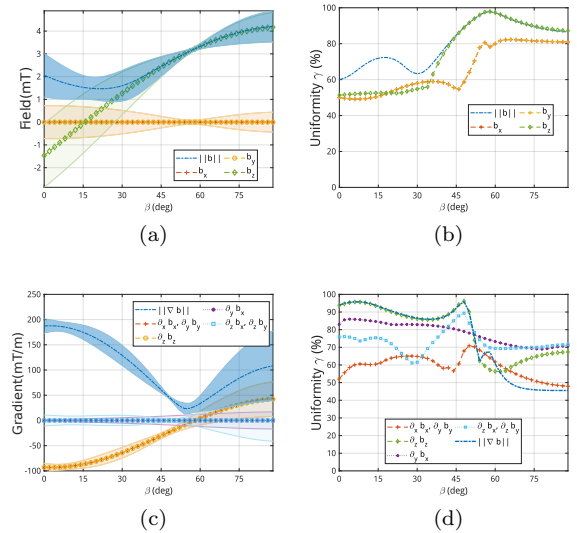 4
3
2
1
0
-1
-2
Field(mT)
0 15 30 45 60 75
β (deg)
||b|| b_y
b_x b_z
(a)
100
80
60
40
20
0
Uniformity γ (%)
0 15 30 45 60 75
β (deg)
||b|| b_y
b_x b_z
(b)
250
200
150
100
50
0
-50
-100
Gradient(mT/m)
0 15 30 45 60 75
β (deg)
||∇ b|| ∂_y b_x
∂_x b_x, ∂_y b_y ∂_z b_x, ∂_z b_y
∂_z b_z
(c)
100
90
80
70
60
50
40
30
20
10
0
Uniformity γ (%)
0 15 30 45 60 75
β (deg)
∂_x b_x, ∂_y b_y ∂_z b_x, ∂_z b_y
∂_z b_z ||∇ b||
∂_y b_x
(d)